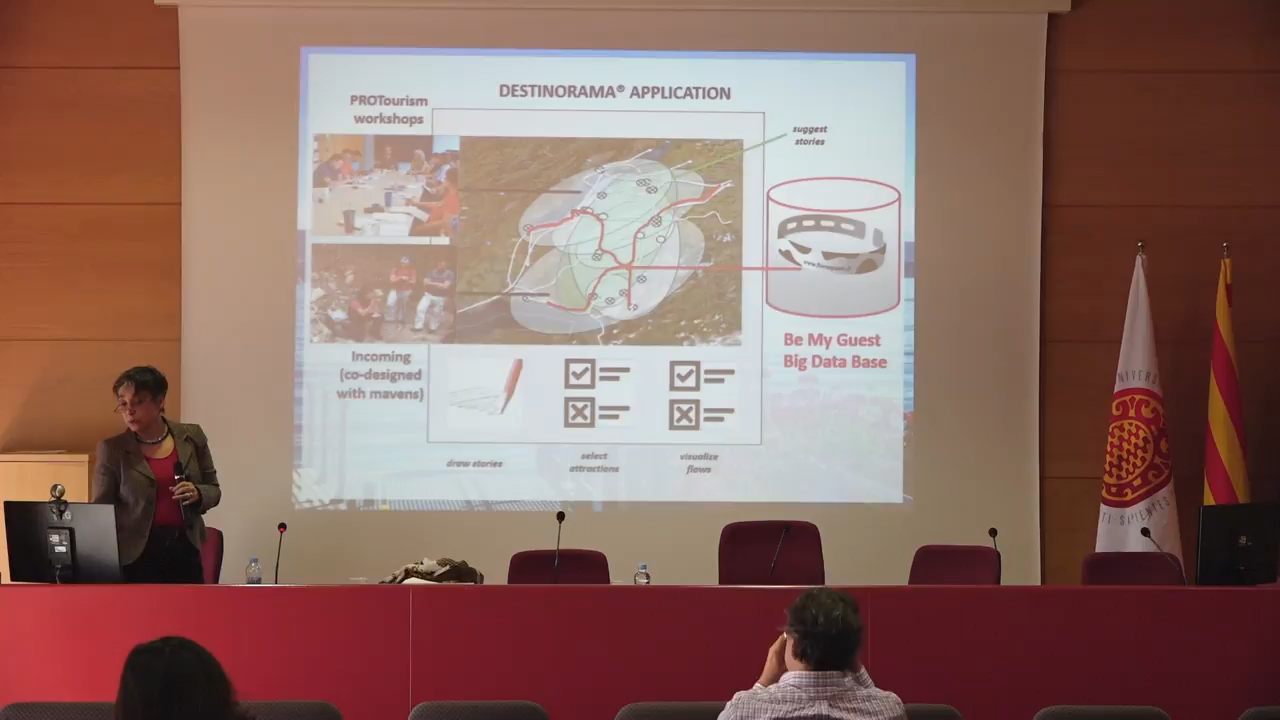 DESTINORAMA® APPLICATION
PROTourism
workshops
suggest
stories
Be My Guest
Big Data Base
Incoming
(co-designed
with mavens)
draw stories
select
attractions
visualize
flows